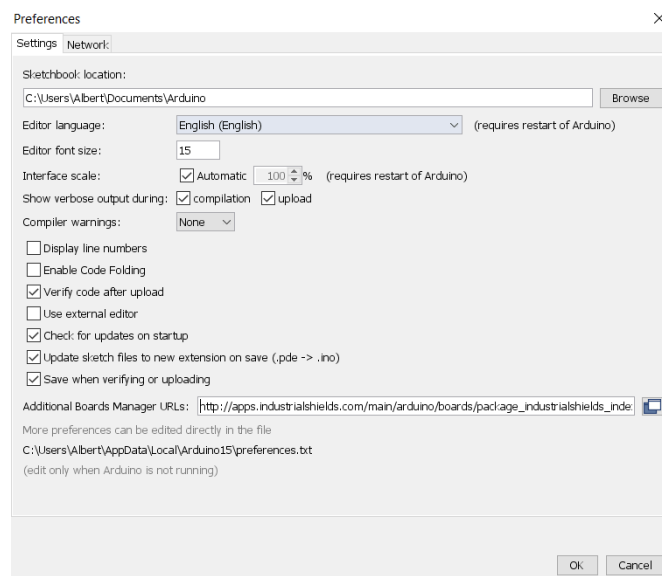 Preferences
Settings Network
Sketchbook location:
C:\Users\Albert\Documents\Arduino Browse
Editor language: English (English) (requires restart of Arduino)
Editor font size: 15
Interface scale: Automatic 100 % (requires restart of Arduino)
Show verbose output during: compilation upload
Compiler warnings: None
Display line numbers
Enable Code Folding
Verify code after upload
Use external editor
Check for updates on startup
Update sketch files to new extension on save (.pde -> .ino)
Save when verifying or uploading
Additional Boards Manager URLs: http://apps.industrialshields.com/main/arduino/boards/package_industrialshields_inde
More preferences can be edited directly in the file
C:\Users\Albert\AppData\Local\Arduino15\preferences.txt
(edit only when Arduino is not running)
OK Cancel